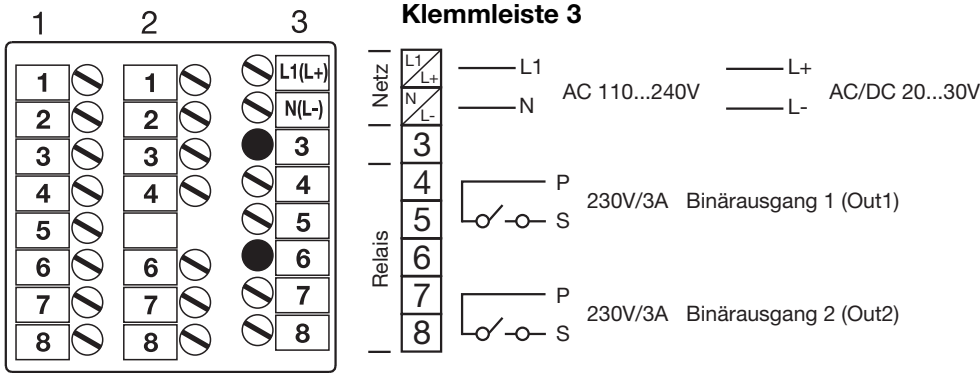 Klemmleiste 3
1 2 3
1 1 L1(L+)
2 2 N(L-)
3 3 3
4 4 4
5 5
6 6 6
7 7 7
8 8 8
Netz
L1/L+
N/L-
3
L1
N
AC 110...240V
L+
L-
AC/DC 20...30V
Relais
4
5
6
7
8
P
S
230V/3A Binärausgang 1 (Out1)
P
S
230V/3A Binärausgang 2 (Out2)